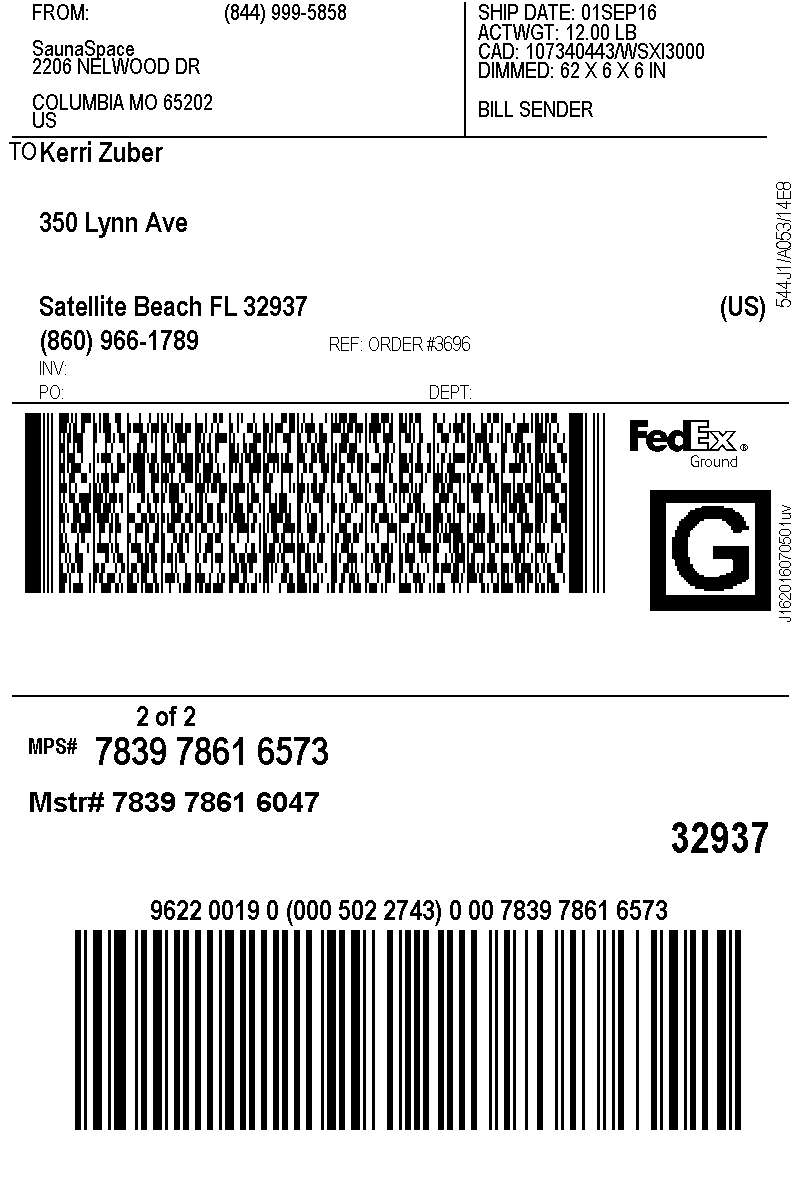 FROM: (844) 999-5858
SaunaSpace
2206 NELWOOD DR
COLUMBIA MO 65202
US
SHIP DATE: 01SEP16
ACTWGT: 12.00 LB
CAD: 107340443/WSXI3000
DIMMED: 62 X 6 X 6 IN
BILL SENDER
TO Kerri Zuber
350 Lynn Ave
Satellite Beach FL 32937 (US)
(860) 966-1789 REF: ORDER #3696
INV:
PO: DEPT:
544J1/A053/14E8
FedEx®
Ground
G
J162016070501uv
2 of 2
MPS# 7839 7861 6573
Mstr# 7839 7861 6047
32937
9622 0019 0 (000 502 2743) 0 00 7839 7861 6573